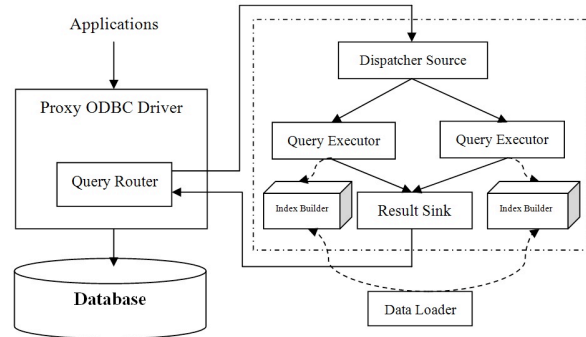 Applications
Proxy ODBC Driver
Query Router
Database
Dispatcher Source
Query Executor
Query Executor
Index Builder
Result Sink
Index Builder
Data Loader